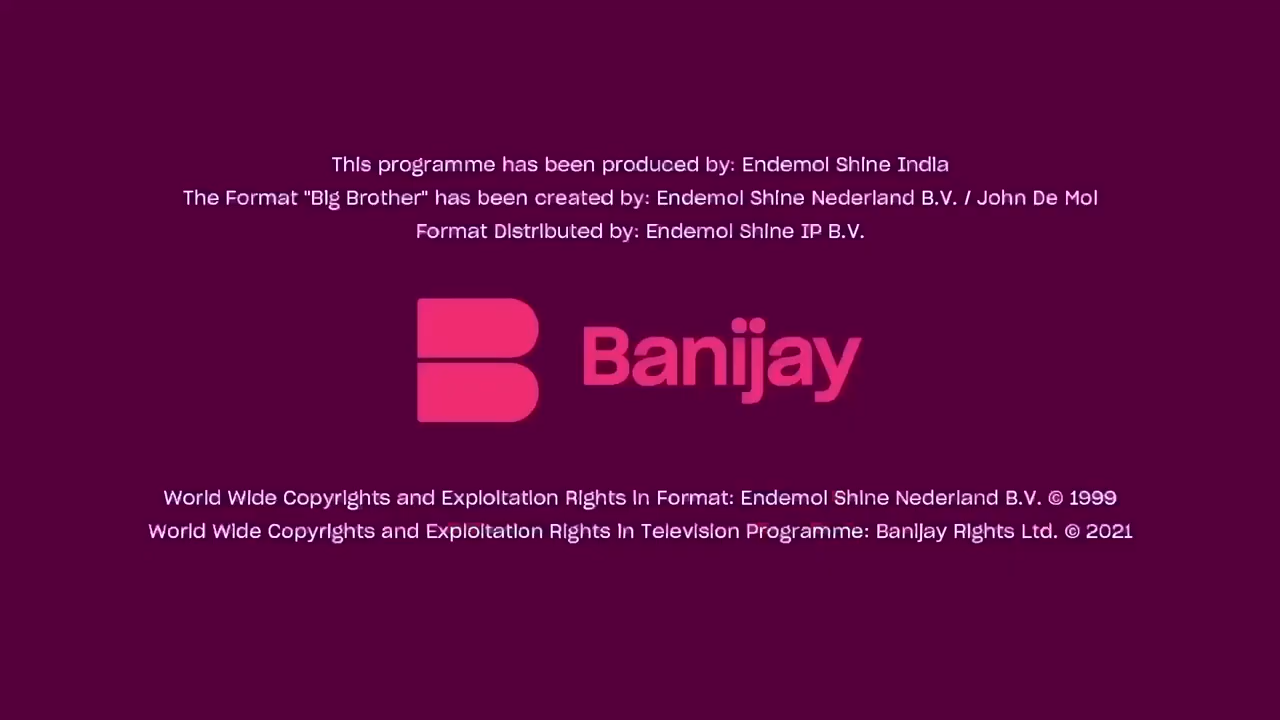 This programme has been produced by: Endemol Shine India
The Format "Big Brother" has been created by: Endemol Shine Nederland B.V. / John De Mol
Format Distributed by: Endemol Shine IP B.V.
Banijay
World Wide Copyrights and Exploitation Rights in Format: Endemol Shine Nederland B.V. © 1999
World Wide Copyrights and Exploitation Rights in Television Programme: Banijay Rights Ltd. © 2021